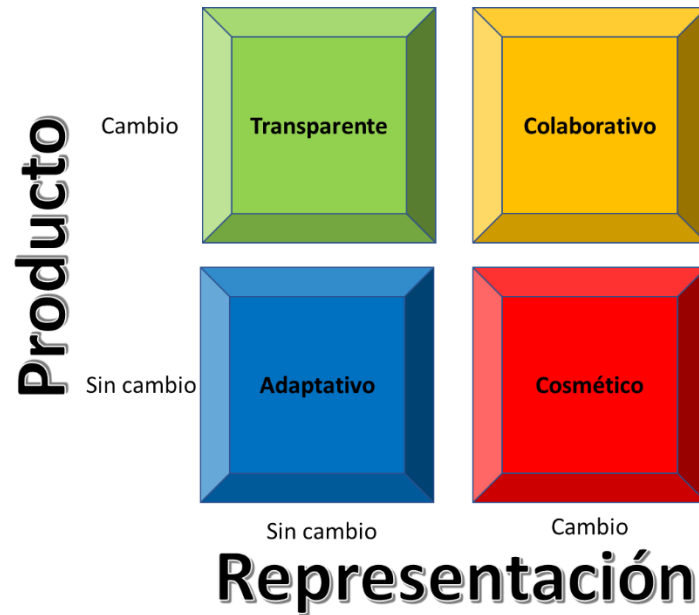 Producto
Cambio
Transparente
Colaborativo
Sin cambio
Adaptativo
Cosmético
Sin cambio
Cambio
Representación